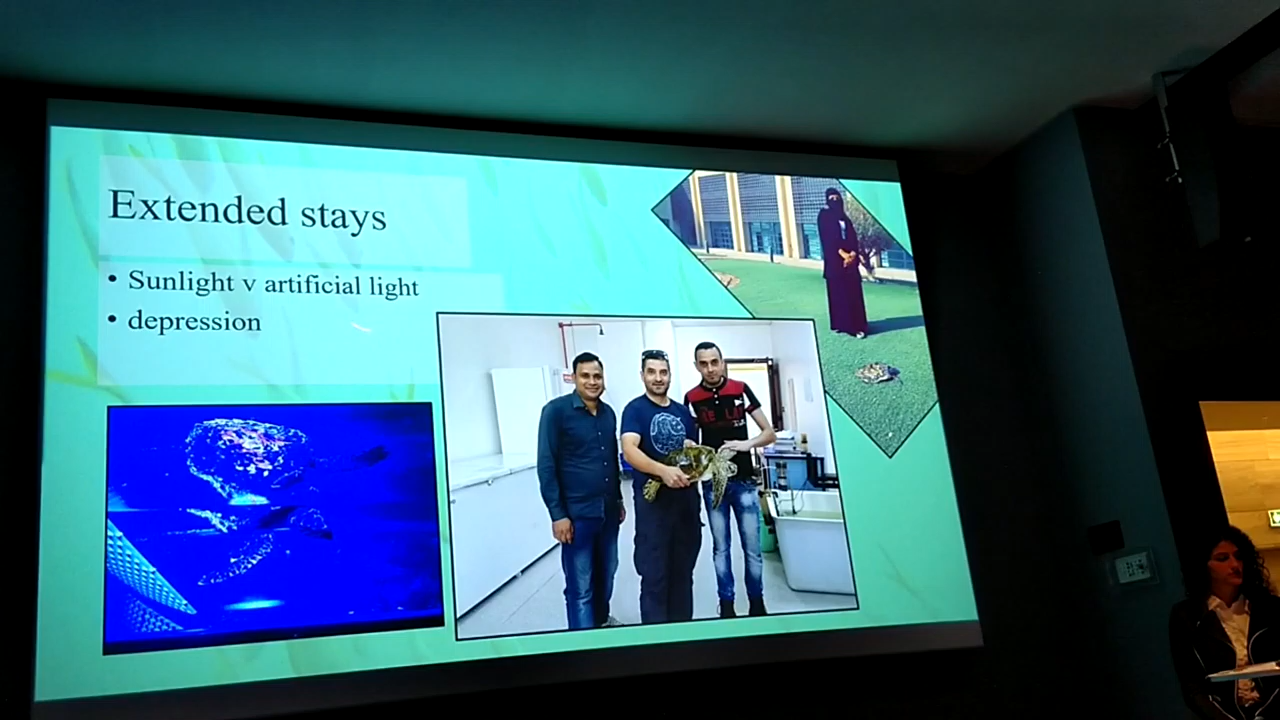 Extended stays
• Sunlight v artificial light
• depression